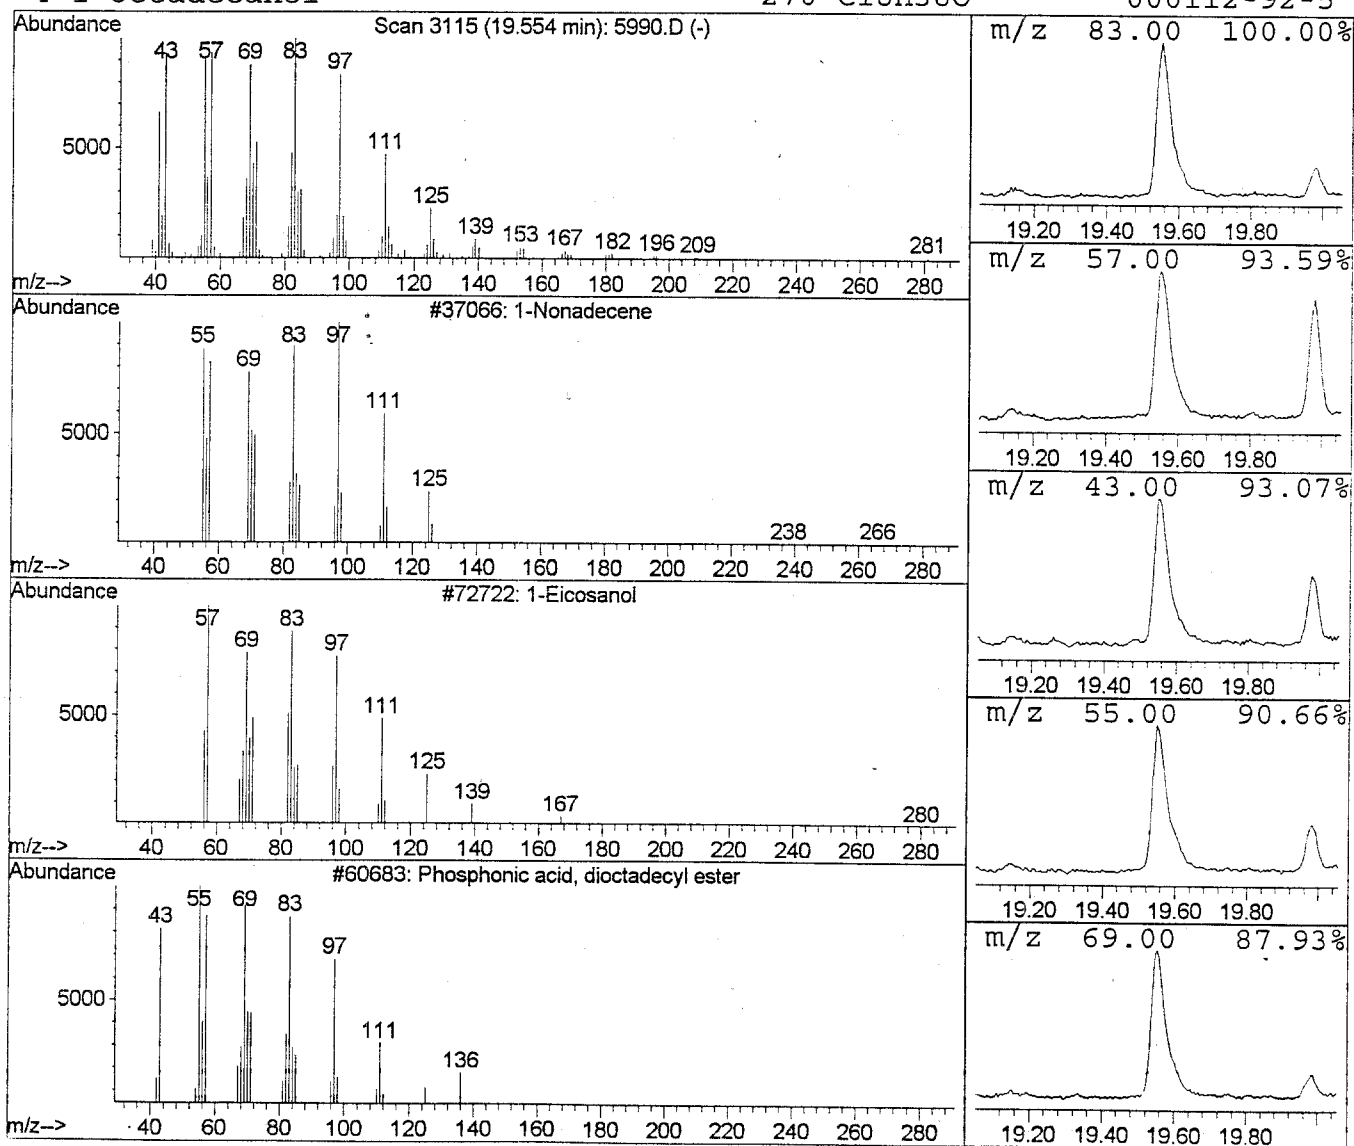 270 C18H38O 000112-92-5
Abundance Scan 3115 (19.554 min): 5990.D (-)
43 57 69 83 97
111
5000
125
139 153 167 182 196 209 281
m/z--> 40 60 80 100 120 140 160 180 200 220 240 260 280
Abundance #37066: 1-Nonadecene
55 69 83 97
111
5000
125
238 266
m/z--> 40 60 80 100 120 140 160 180 200 220 240 260 280
Abundance #72722: 1-Eicosanol
57 69 83 97
111
5000
125
139 167 280
m/z--> 40 60 80 100 120 140 160 180 200 220 240 260 280
Abundance #60683: Phosphonic acid, dioctadecyl ester
43 55 69 83
97
5000
111
136
m/z--> 40 60 80 100 120 140 160 180 200 220 240 260 280
m/z 83.00 100.00%
19.20 19.40 19.60 19.80
m/z 57.00 93.59%
19.20 19.40 19.60 19.80
m/z 43.00 93.07%
19.20 19.40 19.60 19.80
m/z 55.00 90.66%
19.20 19.40 19.60 19.80
m/z 69.00 87.93%
19.20 19.40 19.60 19.80